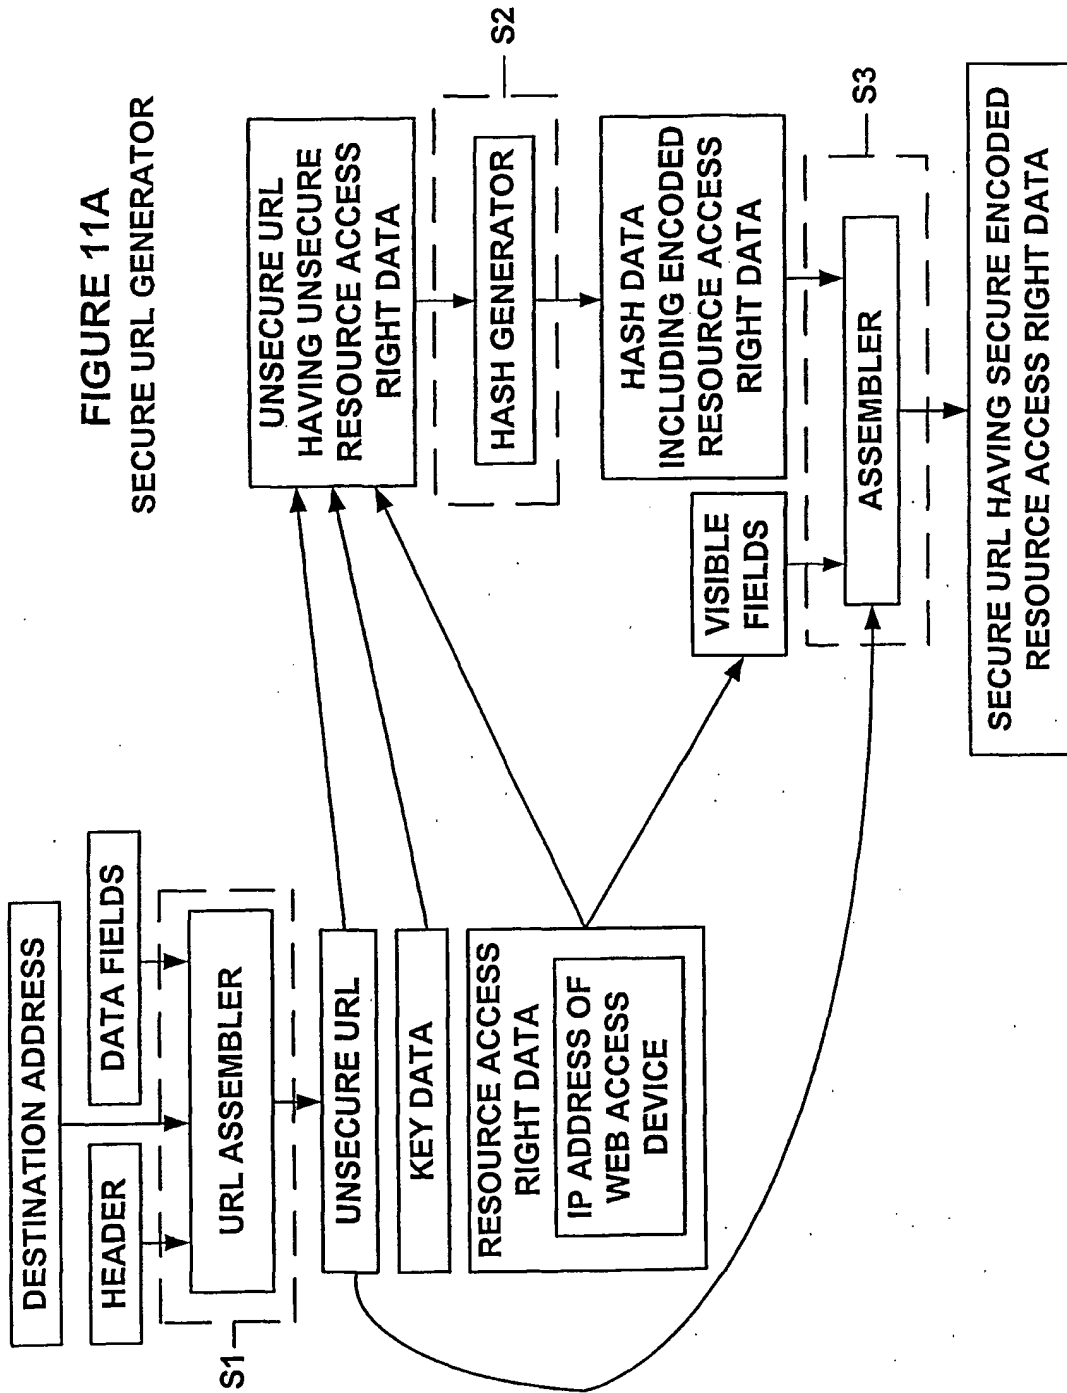 FIGURE 11A
SECURE URL GENERATOR
DESTINATION ADDRESS
HEADER
DATA FIELDS
S1
URL ASSEMBLER
UNSECURE URL
KEY DATA
RESOURCE ACCESS
RIGHT DATA
IP ADDRESS OF
WEB ACCESS
DEVICE
UNSECURE URL
HAVING UNSECURE
RESOURCE ACCESS
RIGHT DATA
S2
HASH GENERATOR
HASH DATA
INCLUDING ENCODED
RESOURCE ACCESS
RIGHT DATA
VISIBLE
FIELDS
S3
ASSEMBLER
SECURE URL HAVING SECURE ENCODED
RESOURCE ACCESS RIGHT DATA